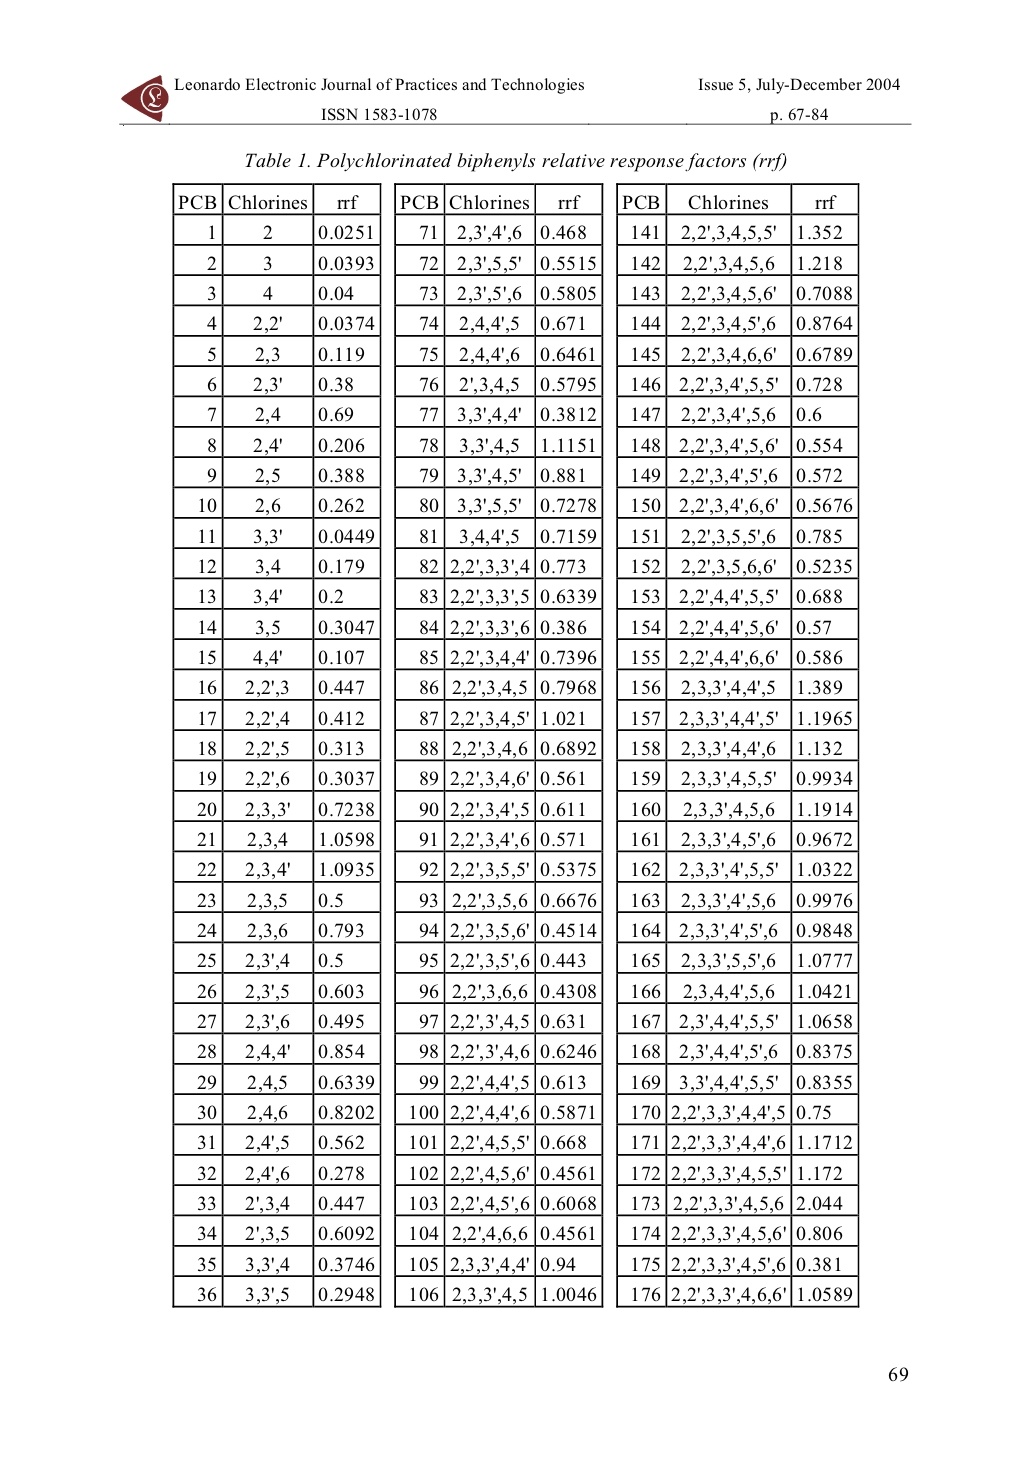 Leonardo Electronic Journal of Practices and Technologies Issue 5, July-December 2004
ISSN 1583-1078 p. 67-84
Table 1. Polychlorinated biphenyls relative response factors (rrf)
PCB Chlorines rrf PCB Chlorines rrf PCB Chlorines rrf
1 2 0.0251 71 2,3',4',6 0.468 141 2,2',3,4,5,5' 1.352
2 3 0.0393 72 2,3',5,5' 0.5515 142 2,2',3,4,5,6 1.218
3 4 0.04 73 2,3',5',6 0.5805 143 2,2',3,4,5,6' 0.7088
4 2,2' 0.0374 74 2,4,4',5 0.671 144 2,2',3,4,5',6 0.8764
5 2,3 0.119 75 2,4,4',6 0.6461 145 2,2',3,4,6,6' 0.6789
6 2,3' 0.38 76 2',3,4,5 0.5795 146 2,2',3,4',5,5' 0.728
7 2,4 0.69 77 3,3',4,4' 0.3812 147 2,2',3,4',5,6 0.6
8 2,4' 0.206 78 3,3',4,5 1.1151 148 2,2',3,4',5,6' 0.554
9 2,5 0.388 79 3,3',4,5' 0.881 149 2,2',3,4',5',6 0.572
10 2,6 0.262 80 3,3',5,5' 0.7278 150 2,2',3,4',6,6' 0.5676
11 3,3' 0.0449 81 3,4,4',5 0.7159 151 2,2',3,5,5',6 0.785
12 3,4 0.179 82 2,2',3,3',4 0.773 152 2,2',3,5,6,6' 0.5235
13 3,4' 0.2 83 2,2',3,3',5 0.6339 153 2,2',4,4',5,5' 0.688
14 3,5 0.3047 84 2,2',3,3',6 0.386 154 2,2',4,4',5,6' 0.57
15 4,4' 0.107 85 2,2',3,4,4' 0.7396 155 2,2',4,4',6,6' 0.586
16 2,2',3 0.447 86 2,2',3,4,5 0.7968 156 2,3,3',4,4',5 1.389
17 2,2',4 0.412 87 2,2',3,4,5' 1.021 157 2,3,3',4,4',5' 1.1965
18 2,2',5 0.313 88 2,2',3,4,6 0.6892 158 2,3,3',4,4',6 1.132
19 2,2',6 0.3037 89 2,2',3,4,6' 0.561 159 2,3,3',4,5,5' 0.9934
20 2,3,3' 0.7238 90 2,2',3,4',5 0.611 160 2,3,3',4,5,6 1.1914
21 2,3,4 1.0598 91 2,2',3,4',6 0.571 161 2,3,3',4,5',6 0.9672
22 2,3,4' 1.0935 92 2,2',3,5,5' 0.5375 162 2,3,3',4',5,5' 1.0322
23 2,3,5 0.5 93 2,2',3,5,6 0.6676 163 2,3,3',4',5,6 0.9976
24 2,3,6 0.793 94 2,2',3,5,6' 0.4514 164 2,3,3',4',5',6 0.9848
25 2,3',4 0.5 95 2,2',3,5',6 0.443 165 2,3,3',5,5',6 1.0777
26 2,3',5 0.603 96 2,2',3,6,6 0.4308 166 2,3,4,4',5,6 1.0421
27 2,3',6 0.495 97 2,2',3',4,5 0.631 167 2,3',4,4',5,5' 1.0658
28 2,4,4' 0.854 98 2,2',3',4,6 0.6246 168 2,3',4,4',5',6 0.8375
29 2,4,5 0.6339 99 2,2',4,4',5 0.613 169 3,3',4,4',5,5' 0.8355
30 2,4,6 0.8202 100 2,2',4,4',6 0.5871 170 2,2',3,3',4,4',5 0.75
31 2,4',5 0.562 101 2,2',4,5,5' 0.668 171 2,2',3,3',4,4',6 1.1712
32 2,4',6 0.278 102 2,2',4,5,6' 0.4561 172 2,2',3,3',4,5,5' 1.172
33 2',3,4 0.447 103 2,2',4,5',6 0.6068 173 2,2',3,3',4,5,6 2.044
34 2',3,5 0.6092 104 2,2',4,6,6 0.4561 174 2,2',3,3',4,5,6' 0.806
35 3,3',4 0.3746 105 2,3,3',4,4' 0.94 175 2,2',3,3',4,5',6 0.381
36 3,3',5 0.2948 106 2,3,3',4,5 1.0046 176 2,2',3,3',4,6,6' 1.0589
69